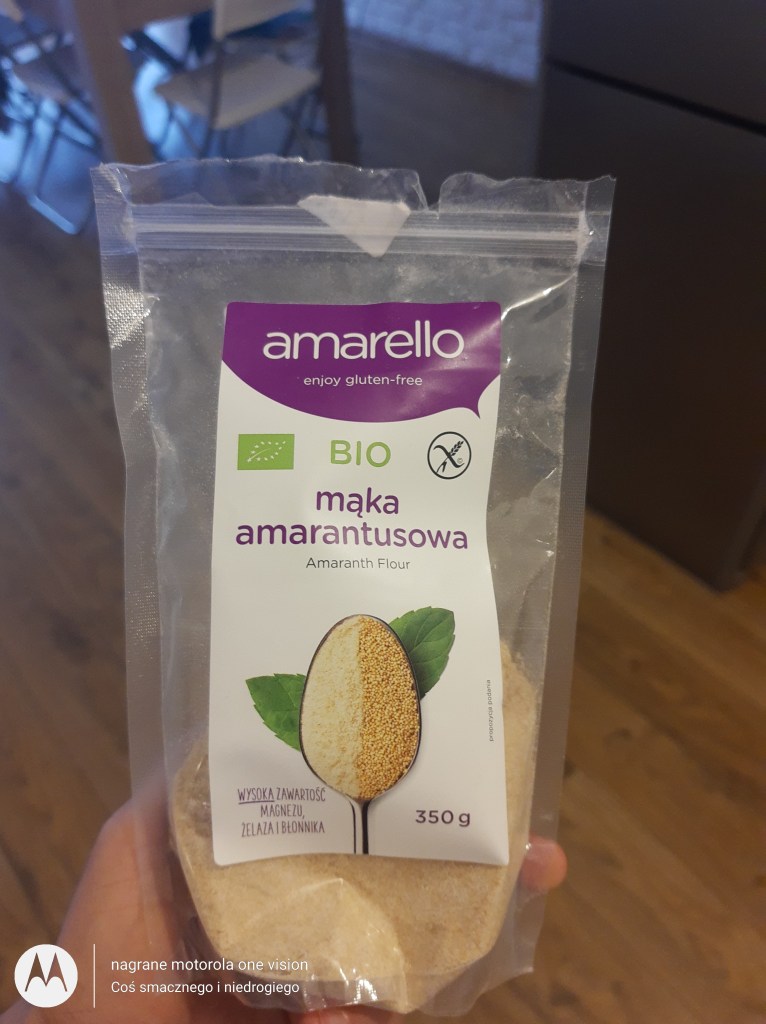 amarello
enjoy gluten-free
BIO
mąka
amarantusowa
Amaranth Flour
propozycja podania
WYSOKA ZAWARTOŚĆ
MAGNEZU,
ŻELAZA I BŁONNIKA
350 g
nagrane motorola one vision
Coś smacznego i niedrogiego